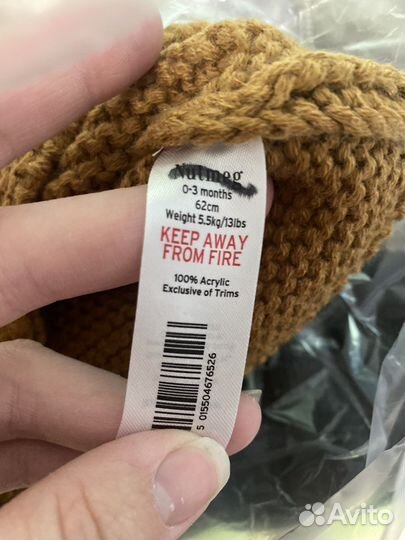 Nutmeg
0-3 months
62cm
Weight 5.5kg/13lbs
KEEP AWAY
FROM FIRE
100% Acrylic
Exclusive of Trims
5 015504 676526
Avito